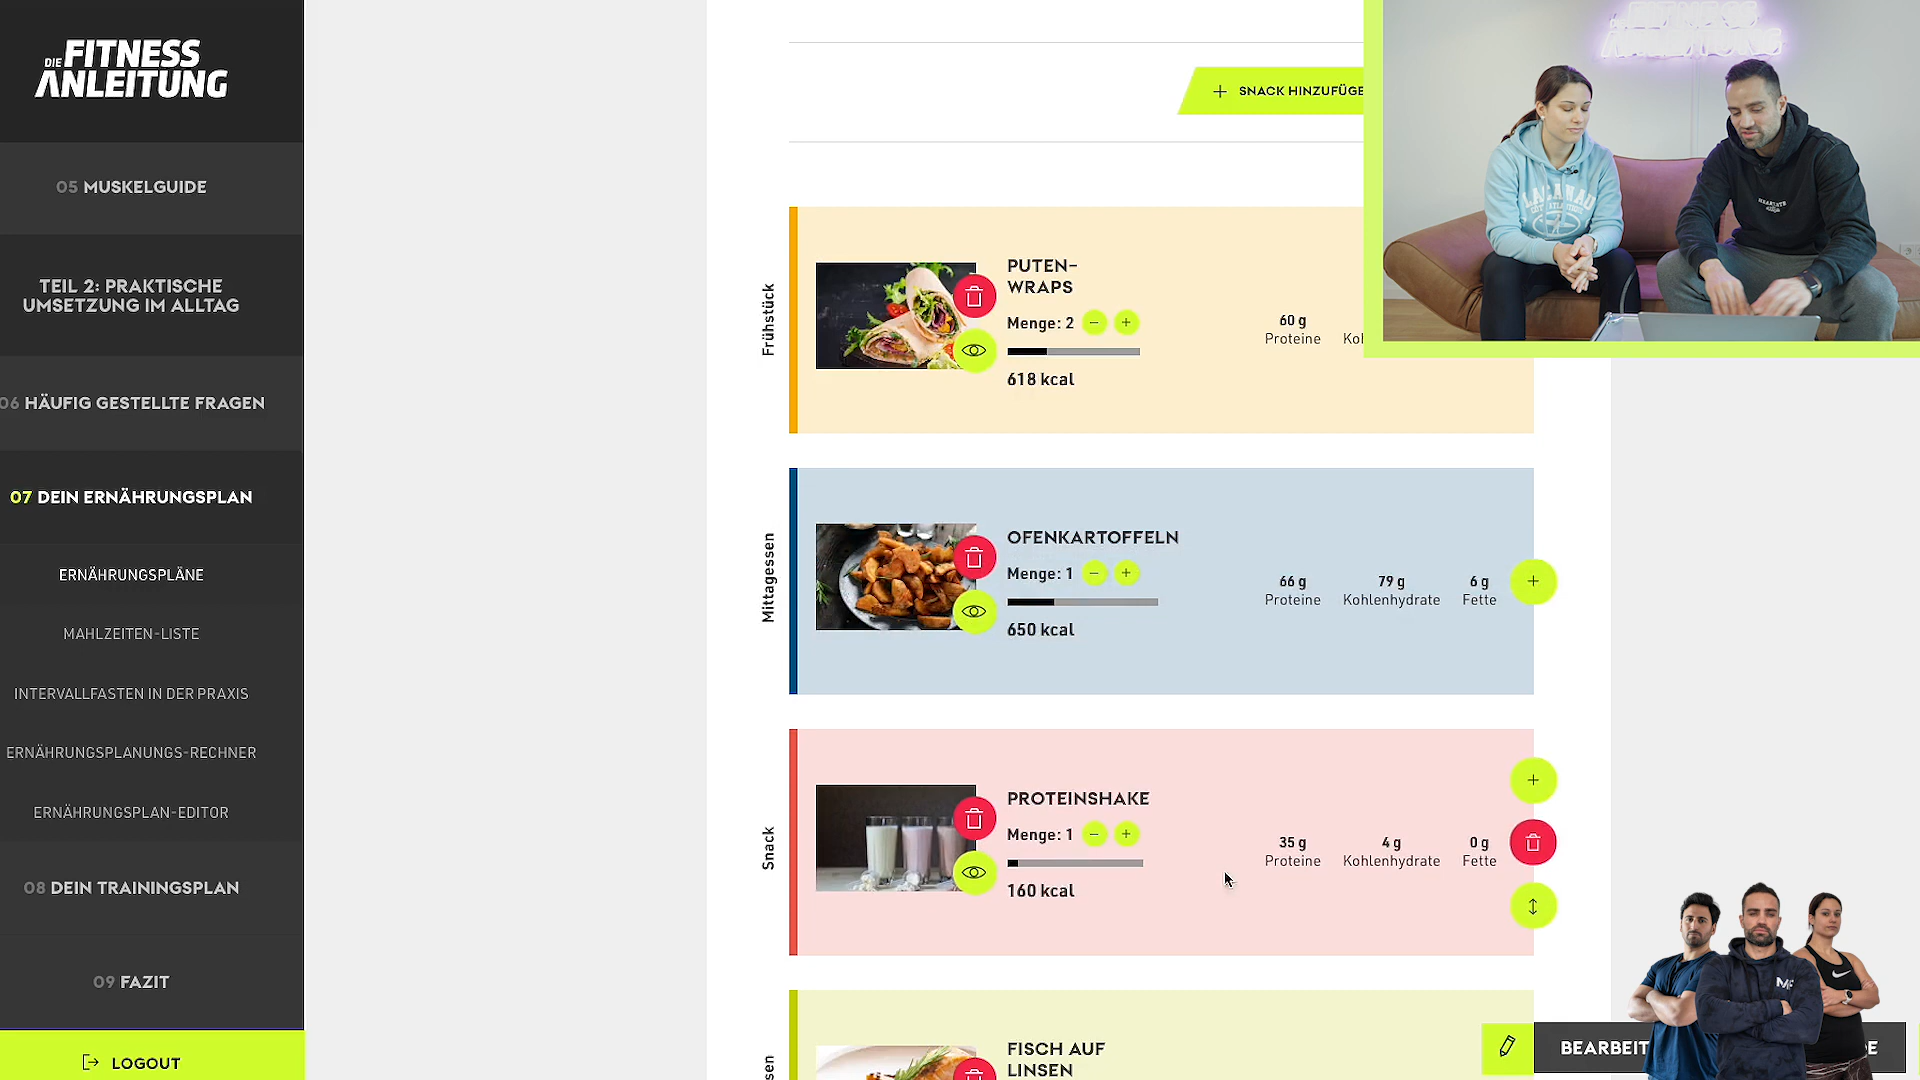 DIE FITNESS
ANLEITUNG
05 MUSKELGUIDE
TEIL 2: PRAKTISCHE
UMSETZUNG IM ALLTAG
06 HÄUFIG GESTELLTE FRAGEN
07 DEIN ERNÄHRUNGSPLAN
ERNÄHRUNGSPLÄNE
MAHLZEITEN-LISTE
INTERVALLFASTEN IN DER PRAXIS
ERNÄHRUNGSPLANUNGS-RECHNER
ERNÄHRUNGSPLAN-EDITOR
08 DEIN TRAININGSPLAN
09 FAZIT
LOGOUT
SNACK HINZUFÜGE
Frühstück
PUTEN-
WRAPS
Menge: 2
618 kcal
60 g
Proteine
Kol
Mittagessen
OFENKARTOFFELN
Menge: 1
650 kcal
66 g 79 g 6 g
Proteine Kohlenhydrate Fette
Snack
PROTEINSHAKE
Menge: 1
160 kcal
35 g 4 g 0 g
Proteine Kohlenhydrate Fette
sen
FISCH AUF
LINSEN
BEARBEIT
E
LACANAU